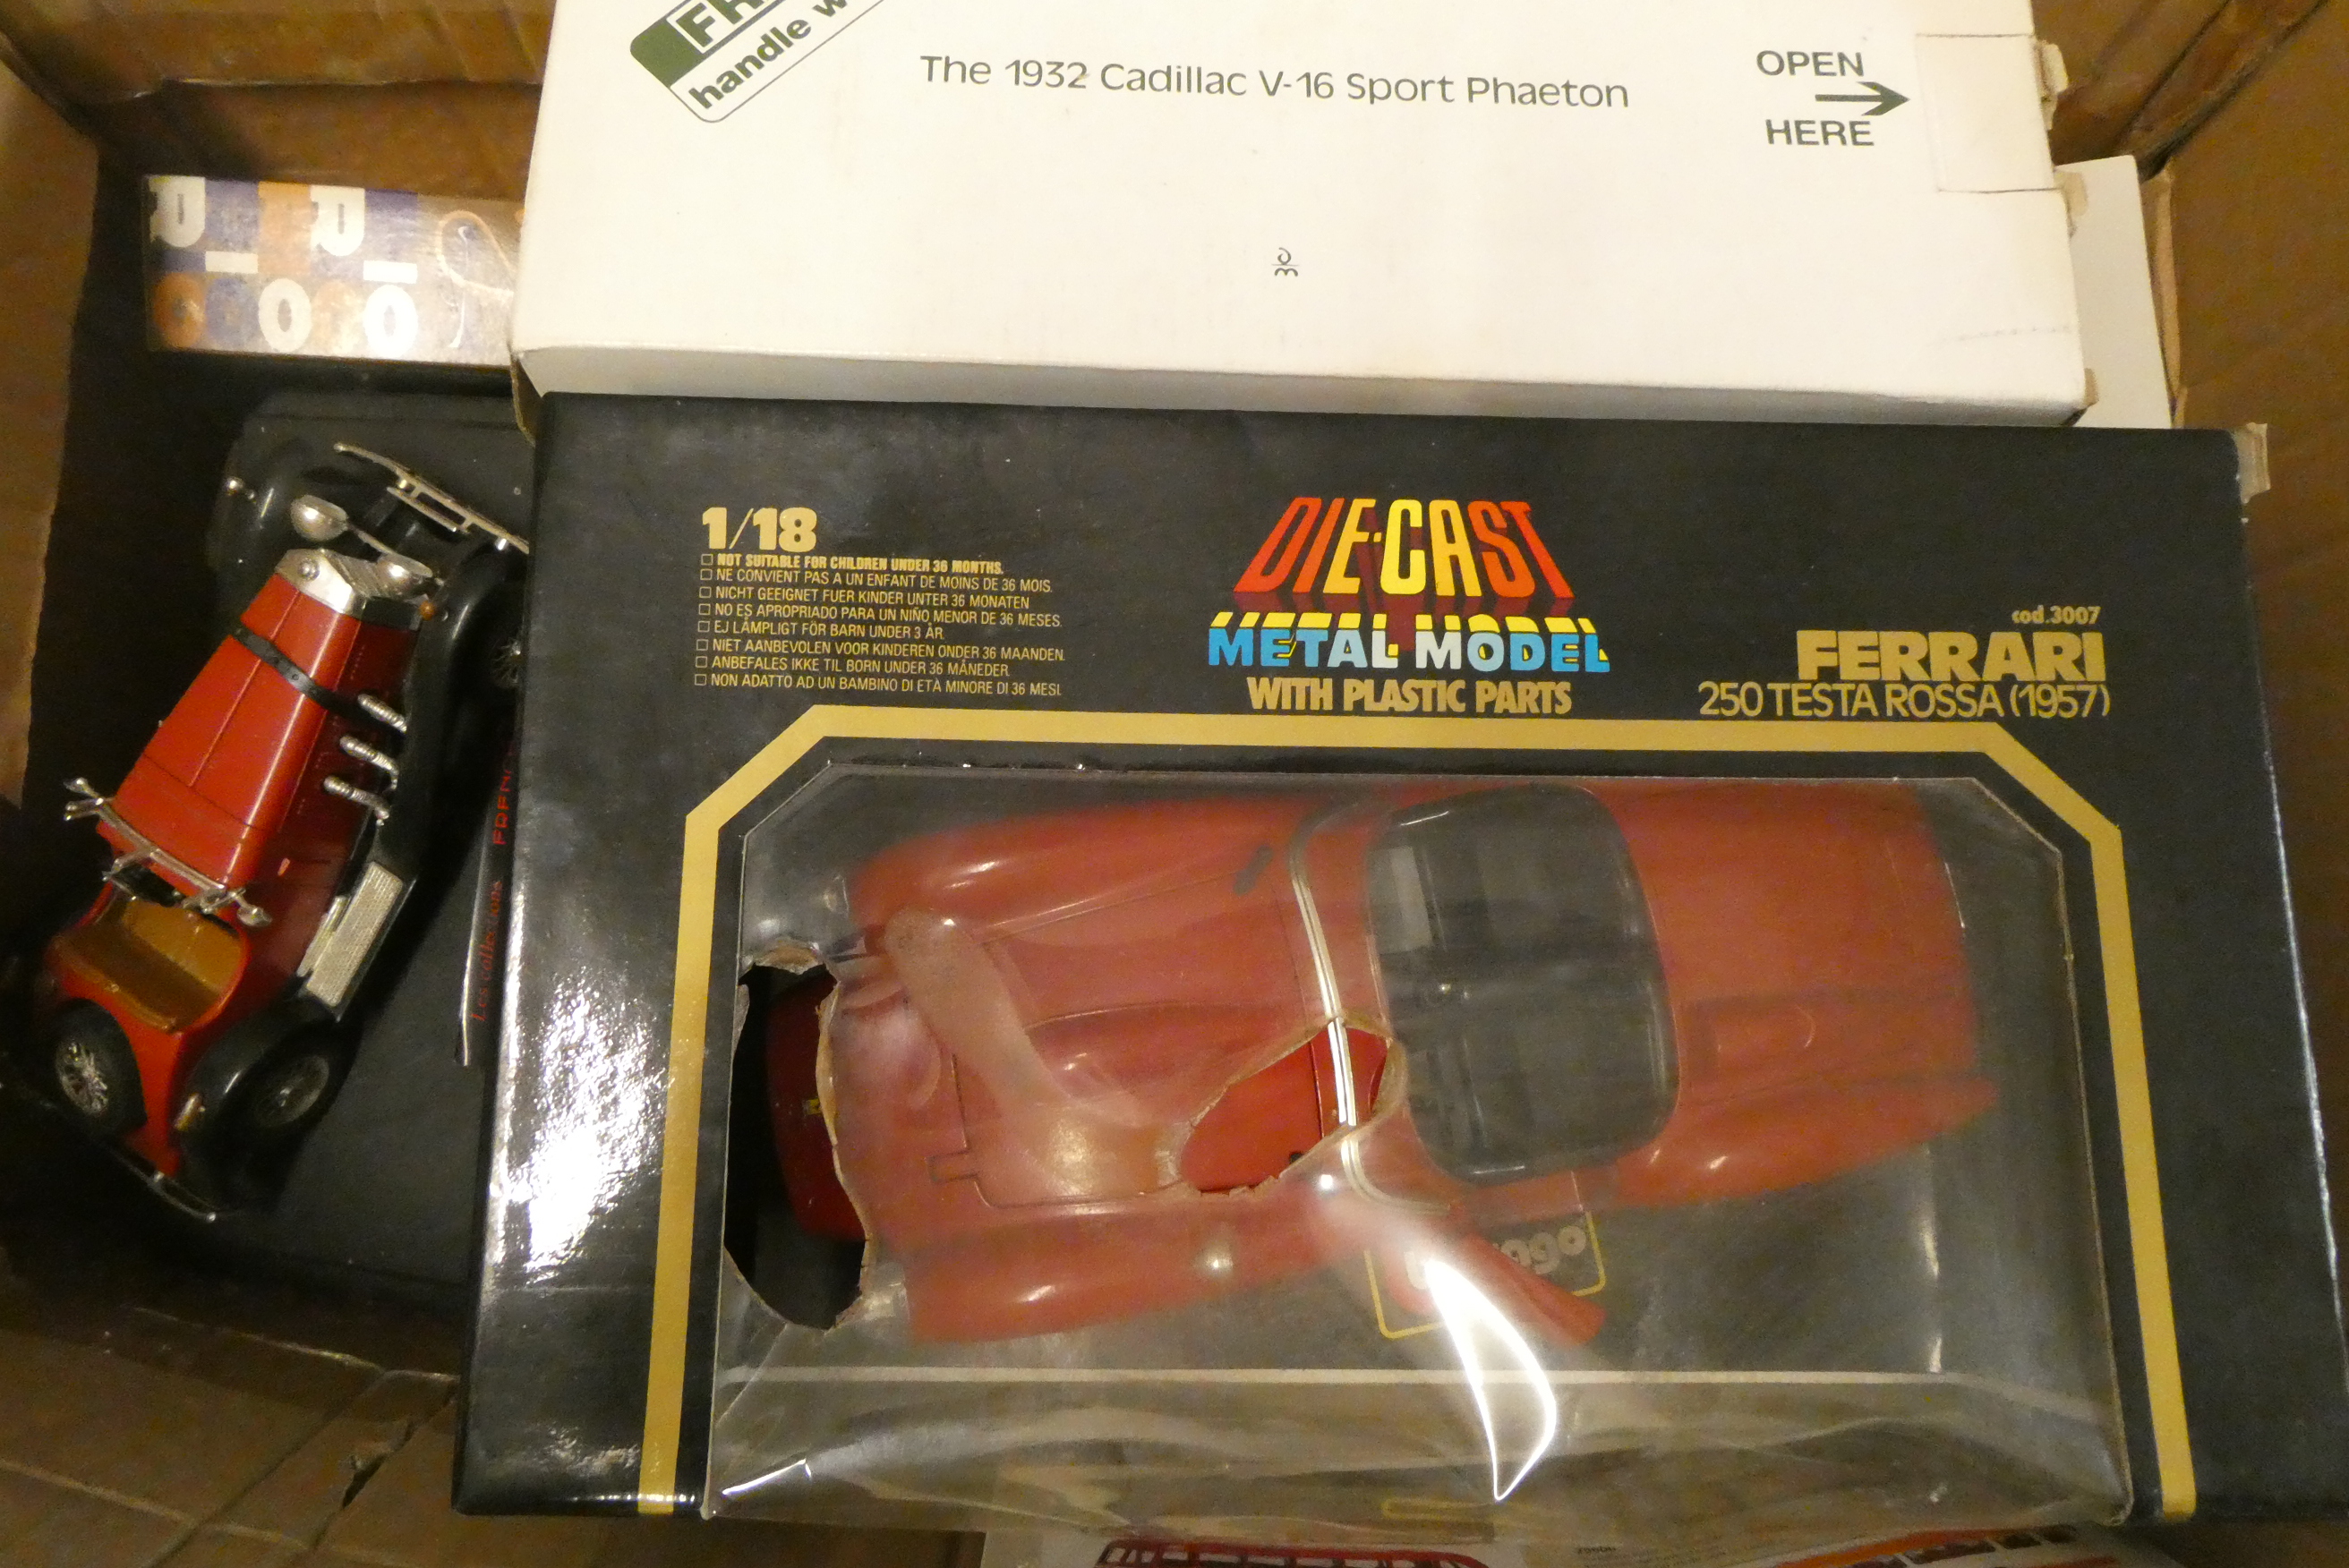 handle
The 1932 Cadillac V-16 Sport Phaeton
OPEN
HERE
RIO
RIO
1/18
NOT SUITABLE FOR CHILDREN UNDER 36 MONTHS.
NE CONVIENT PAS A UN ENFANT DE MOINS DE 36 MOIS.
NICHT GEEIGNET FUER KINDER UNTER 36 MONATEN
NO ES APROPRIADO PARA UN NIÑO MENOR DE 36 MESES.
EJ LÄMPLIGT FÖR BARN UNDER 3 ÅR.
NIET AANBEVOLEN VOOR KINDEREN ONDER 36 MAANDEN.
ANBEFALES IKKE TIL BORN UNDER 36 MÅNEDER.
NON ADATTO AD UN BAMBINO DI ETÀ MINORE DI 36 MESI.
DIE-CAST
METAL MODEL
WITH PLASTIC PARTS
cod.3007
FERRARI
250 TESTA ROSSA (1957)